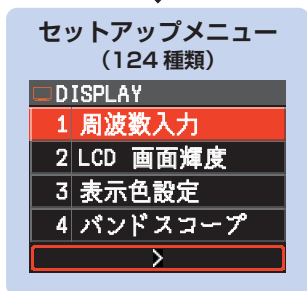 セットアップメニュー
（124 種類）
DISPLAY
1 周波数入力
2 LCD 画面輝度
3 表示色設定
4 バンドスコープ
>